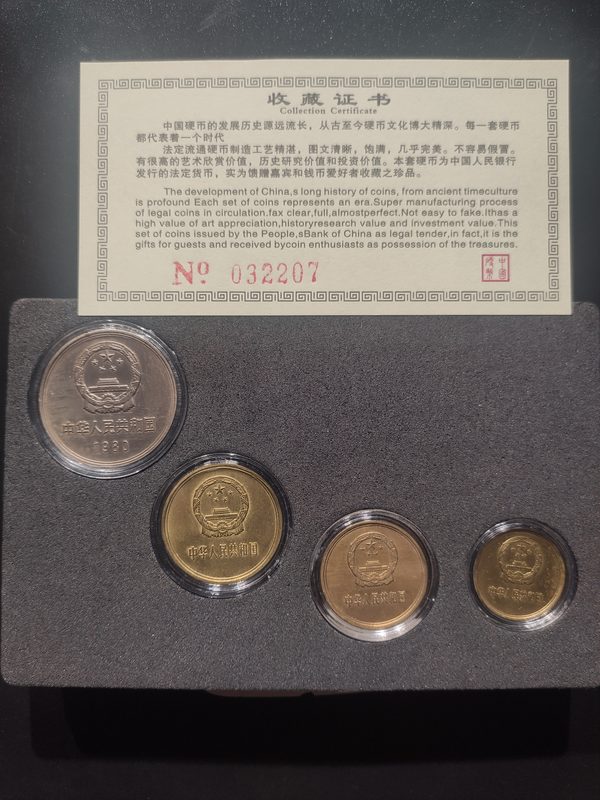 收藏证书
Collection Certificate
中国硬币的发展历史源远流长，从古至今硬币文化博大精深。每一套硬币
都代表着一个时代
法定流通硬币制造工艺精湛，图文清晰，饱满，几乎完美。不容易假冒。
有很高的艺术欣赏价值，历史研究价值和投资价值。本套硬币为中国人民银行
发行的法定货币，实为馈赠嘉宾和钱币爱好者收藏之珍品。
The development of China,s long history of coins, from ancient timeculture
is profound Each set of coins represents an era.Super manufacturing process
of legal coins in circulation.fax clear,full,almostperfect.Not easy to fake.Ithas a
high value of art appreciation,historyresearch value and investment value.This
set of coins issued by the People,sBank of China as legal tender,in fact,it is the
gifts for guests and received bycoin enthusiasts as possession of the treasures.
Nº 032207
中华人民共和国
1980
中华人民共和国
中华人民共和国
中华人民共和国